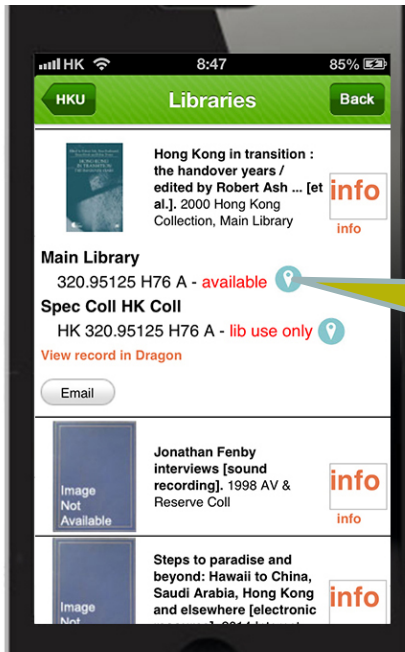 HK 8:47 85%
HKU Libraries Back
HONG KONG
IN TRANSITION
Hong Kong in transition :
the handover years /
edited by Robert Ash ... [et
al.]. 2000 Hong Kong
Collection, Main Library
info
info
Main Library
320.95125 H76 A - available
Spec Coll HK Coll
HK 320.95125 H76 A - lib use only
View record in Dragon
Email
Image
Not
Available
Jonathan Fenby
interviews [sound
recording]. 1998 AV &
Reserve Coll
info
info
Image
Steps to paradise and
beyond: Hawaii to China,
Saudi Arabia, Hong Kong
and elsewhere [electronic
info